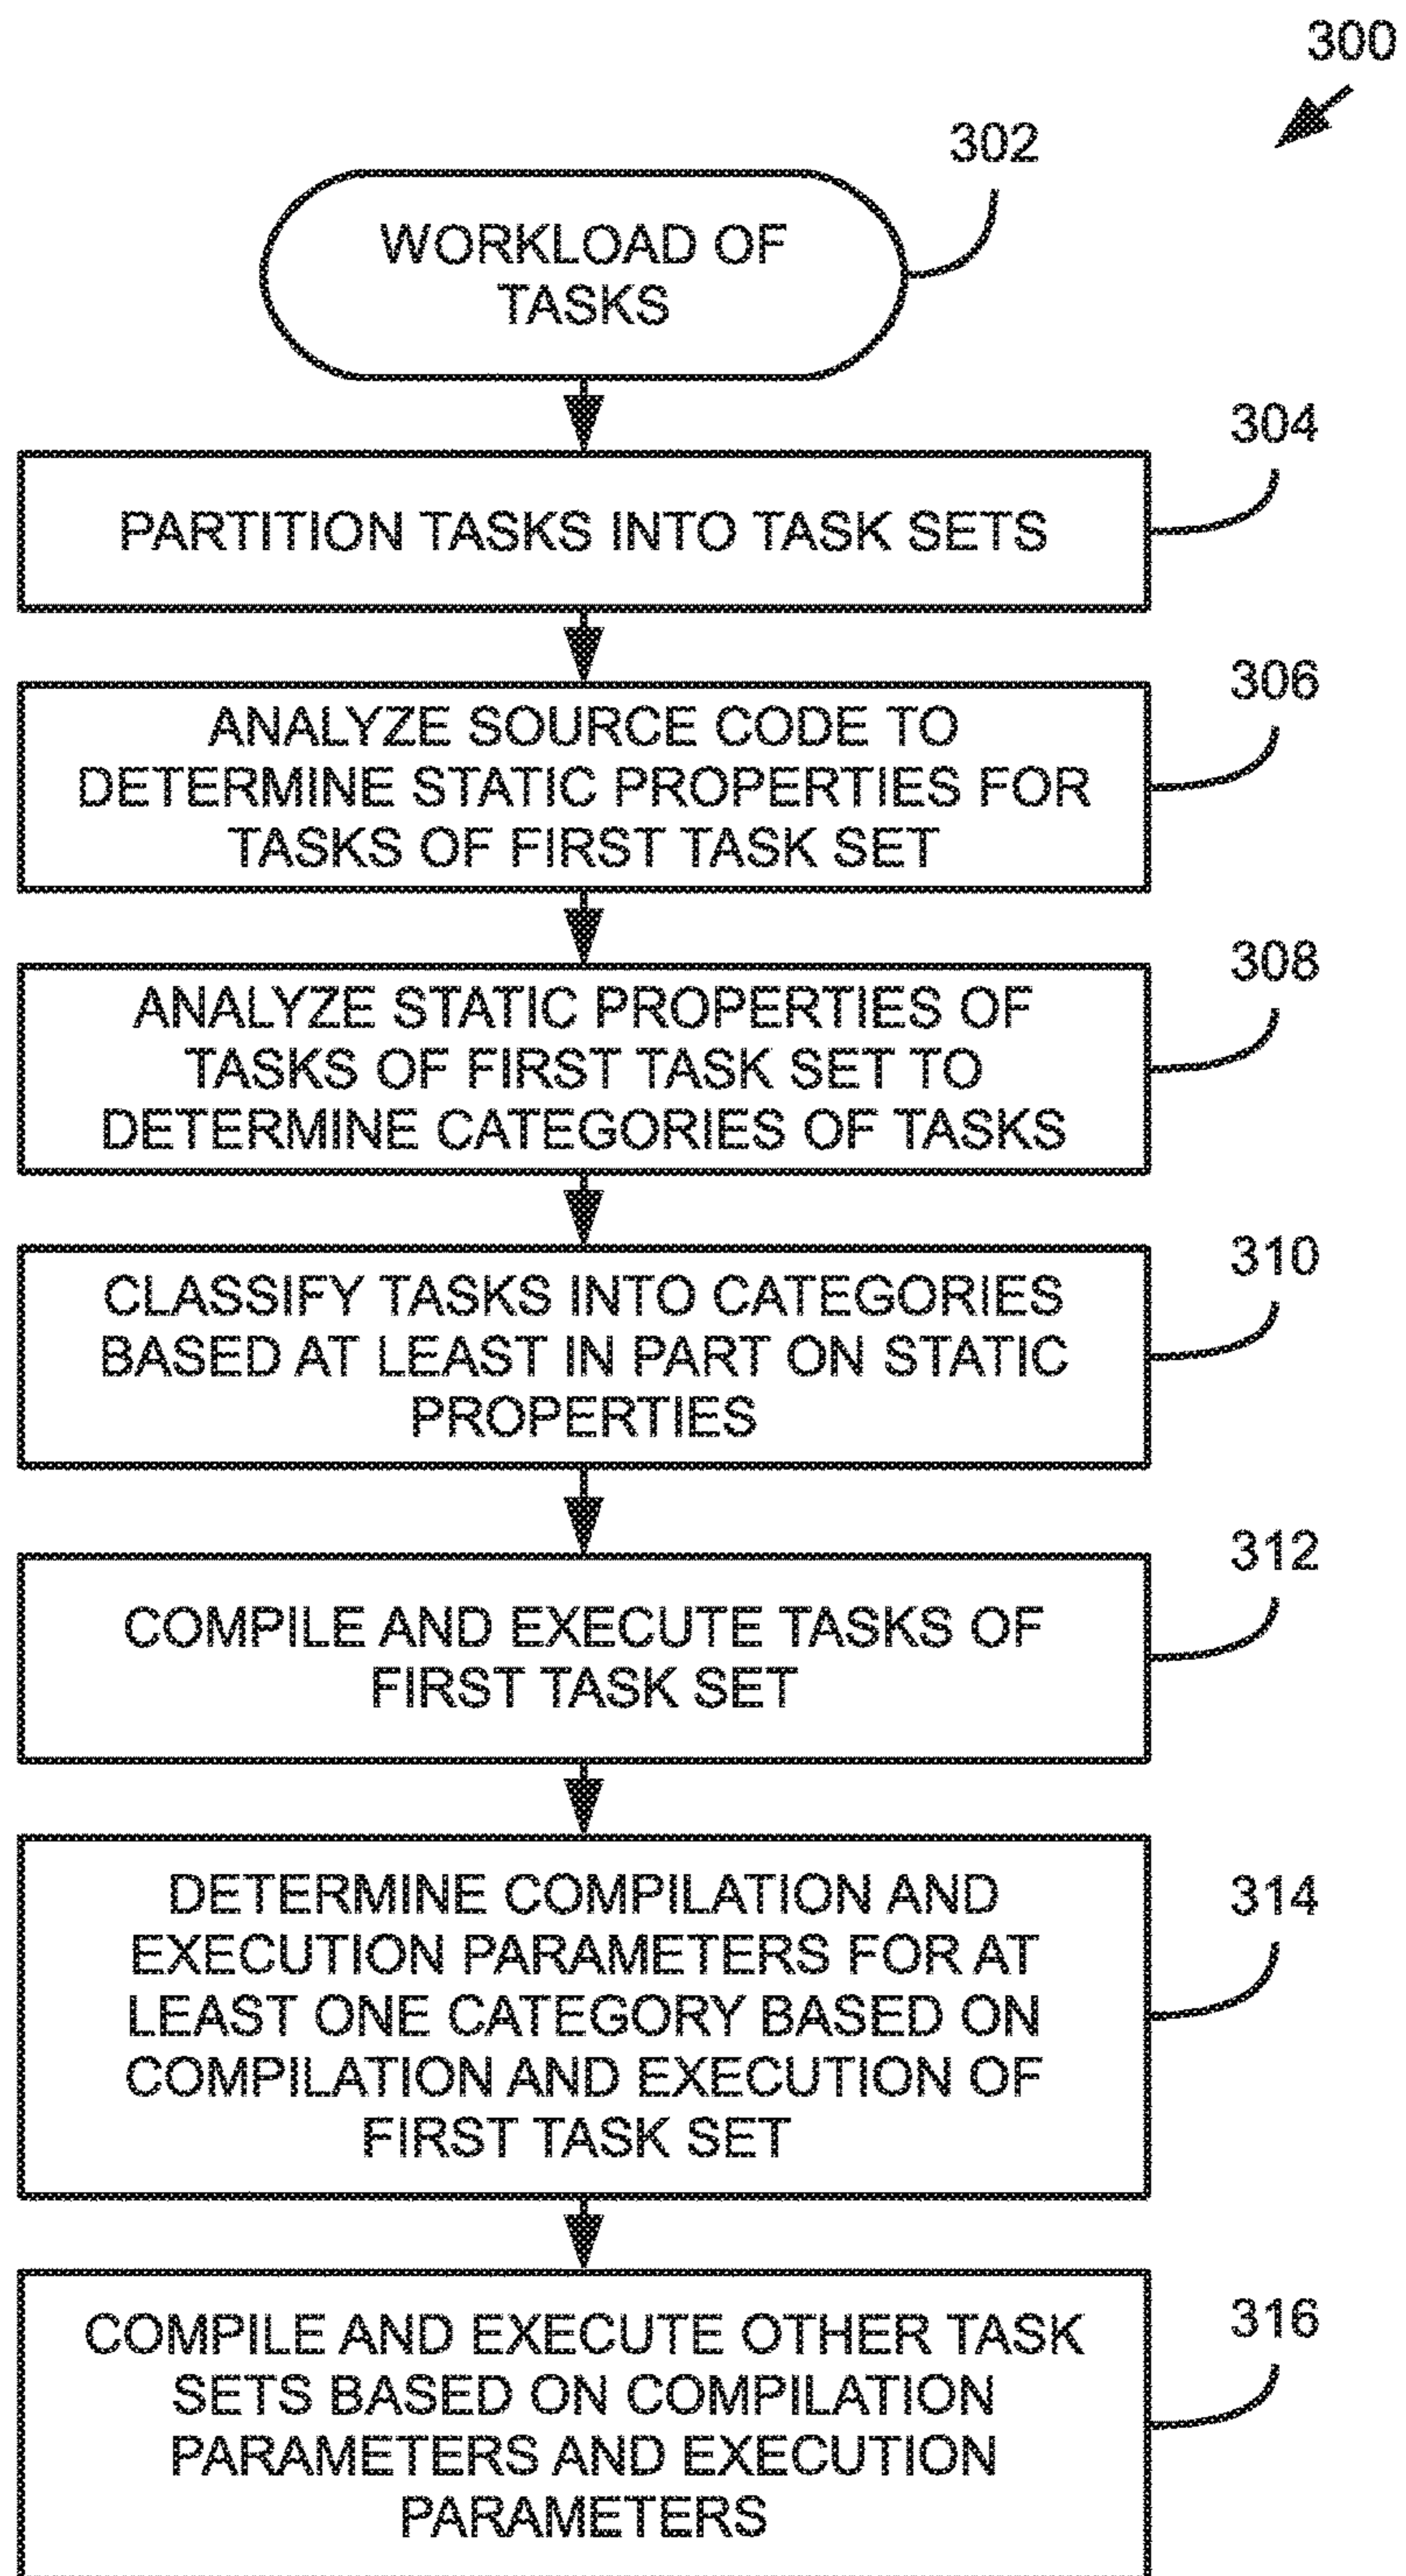 300
302
WORKLOAD OF
TASKS
304
PARTITION TASKS INTO TASK SETS
306
ANALYZE SOURCE CODE TO
DETERMINE STATIC PROPERTIES FOR
TASKS OF FIRST TASK SET
308
ANALYZE STATIC PROPERTIES OF
TASKS OF FIRST TASK SET TO
DETERMINE CATEGORIES OF TASKS
310
CLASSIFY TASKS INTO CATEGORIES
BASED AT LEAST IN PART ON STATIC
PROPERTIES
312
COMPILE AND EXECUTE TASKS OF
FIRST TASK SET
314
DETERMINE COMPILATION AND
EXECUTION PARAMETERS FOR AT
LEAST ONE CATEGORY BASED ON
COMPILATION AND EXECUTION OF
FIRST TASK SET
316
COMPILE AND EXECUTE OTHER TASK
SETS BASED ON COMPILATION
PARAMETERS AND EXECUTION
PARAMETERS